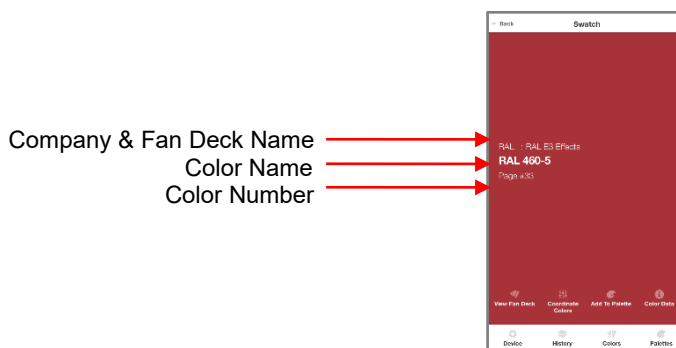 Back Swatch
Company & Fan Deck Name
Color Name
Color Number
RAL : RAL E3 Effects
RAL 460-5
Page #33
View Fan Deck
Coordinate Colors
Add To Palette
Color Data
Device
History
Colors
Palettes